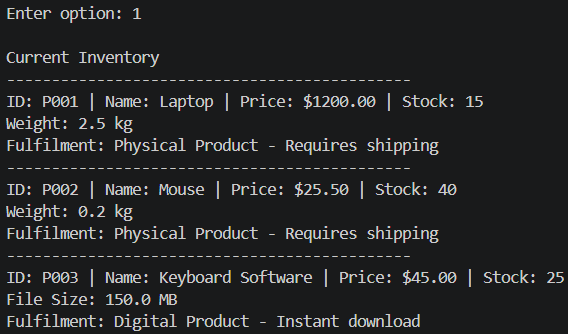 Enter option: 1
Current Inventory
---------------------------------------------
ID: P001 | Name: Laptop | Price: $1200.00 | Stock: 15
Weight: 2.5 kg
Fulfilment: Physical Product - Requires shipping
---------------------------------------------
ID: P002 | Name: Mouse | Price: $25.50 | Stock: 40
Weight: 0.2 kg
Fulfilment: Physical Product - Requires shipping
---------------------------------------------
ID: P003 | Name: Keyboard Software | Price: $45.00 | Stock: 25
File Size: 150.0 MB
Fulfilment: Digital Product - Instant download